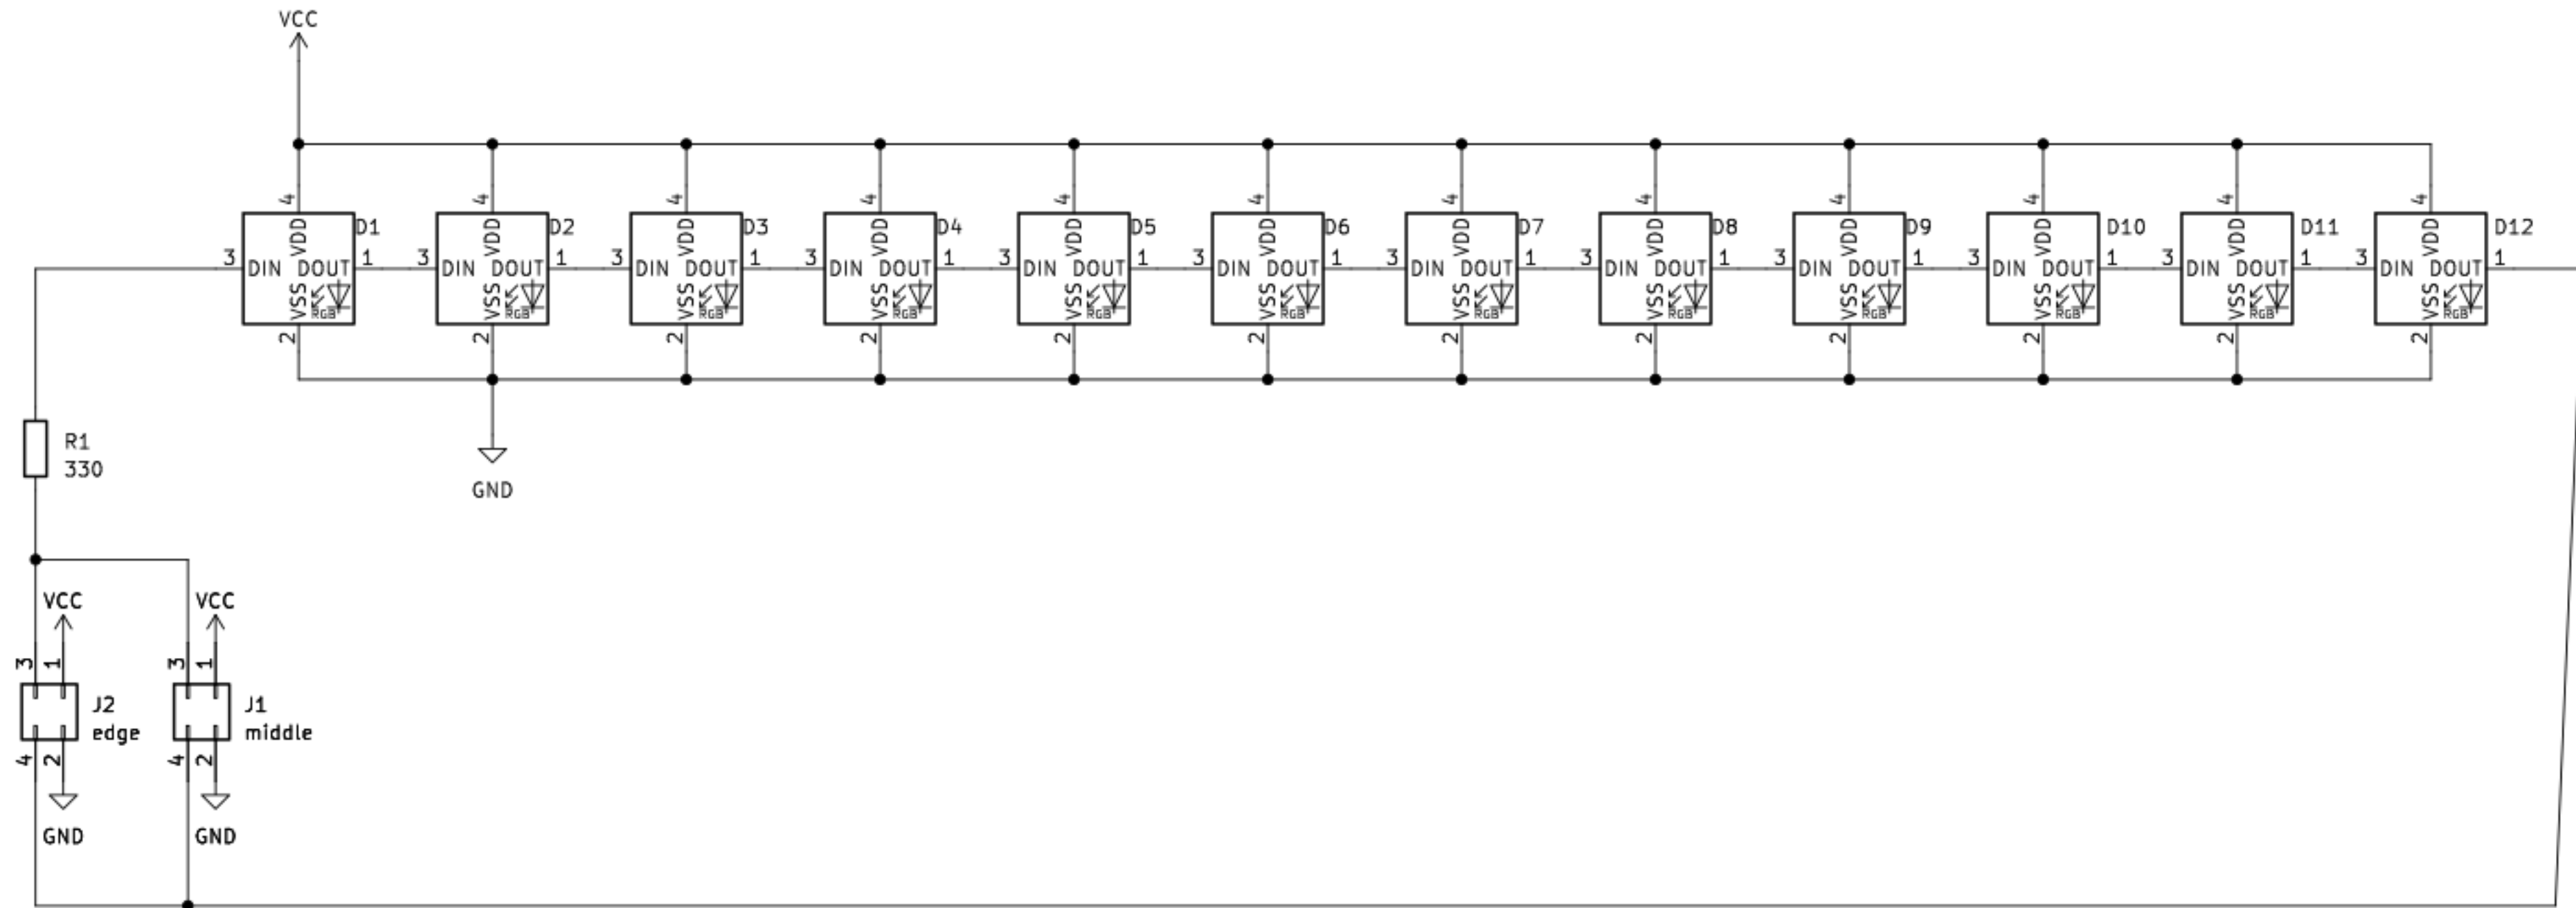 VCC
4 4 4 4 4 4 4 4 4 4 4 4
D1 D2 D3 D4 D5 D6 D7 D8 D9 D10 D11 D12
VDD VDD VDD VDD VDD VDD VDD VDD VDD VDD VDD VDD
3 DIN DOUT 1 3 DIN DOUT 1 3 DIN DOUT 1 3 DIN DOUT 1 3 DIN DOUT 1 3 DIN DOUT 1 3 DIN DOUT 1 3 DIN DOUT 1 3 DIN DOUT 1 3 DIN DOUT 1 3 DIN DOUT 1 3 DIN DOUT 1
VSS RGB VSS RGB VSS RGB VSS RGB VSS RGB VSS RGB VSS RGB VSS RGB VSS RGB VSS RGB VSS RGB VSS RGB
2 2 2 2 2 2 2 2 2 2 2 2
R1
330
GND
VCC VCC
3 1 3 1
J2 J1
edge middle
4 2 4 2
GND GND